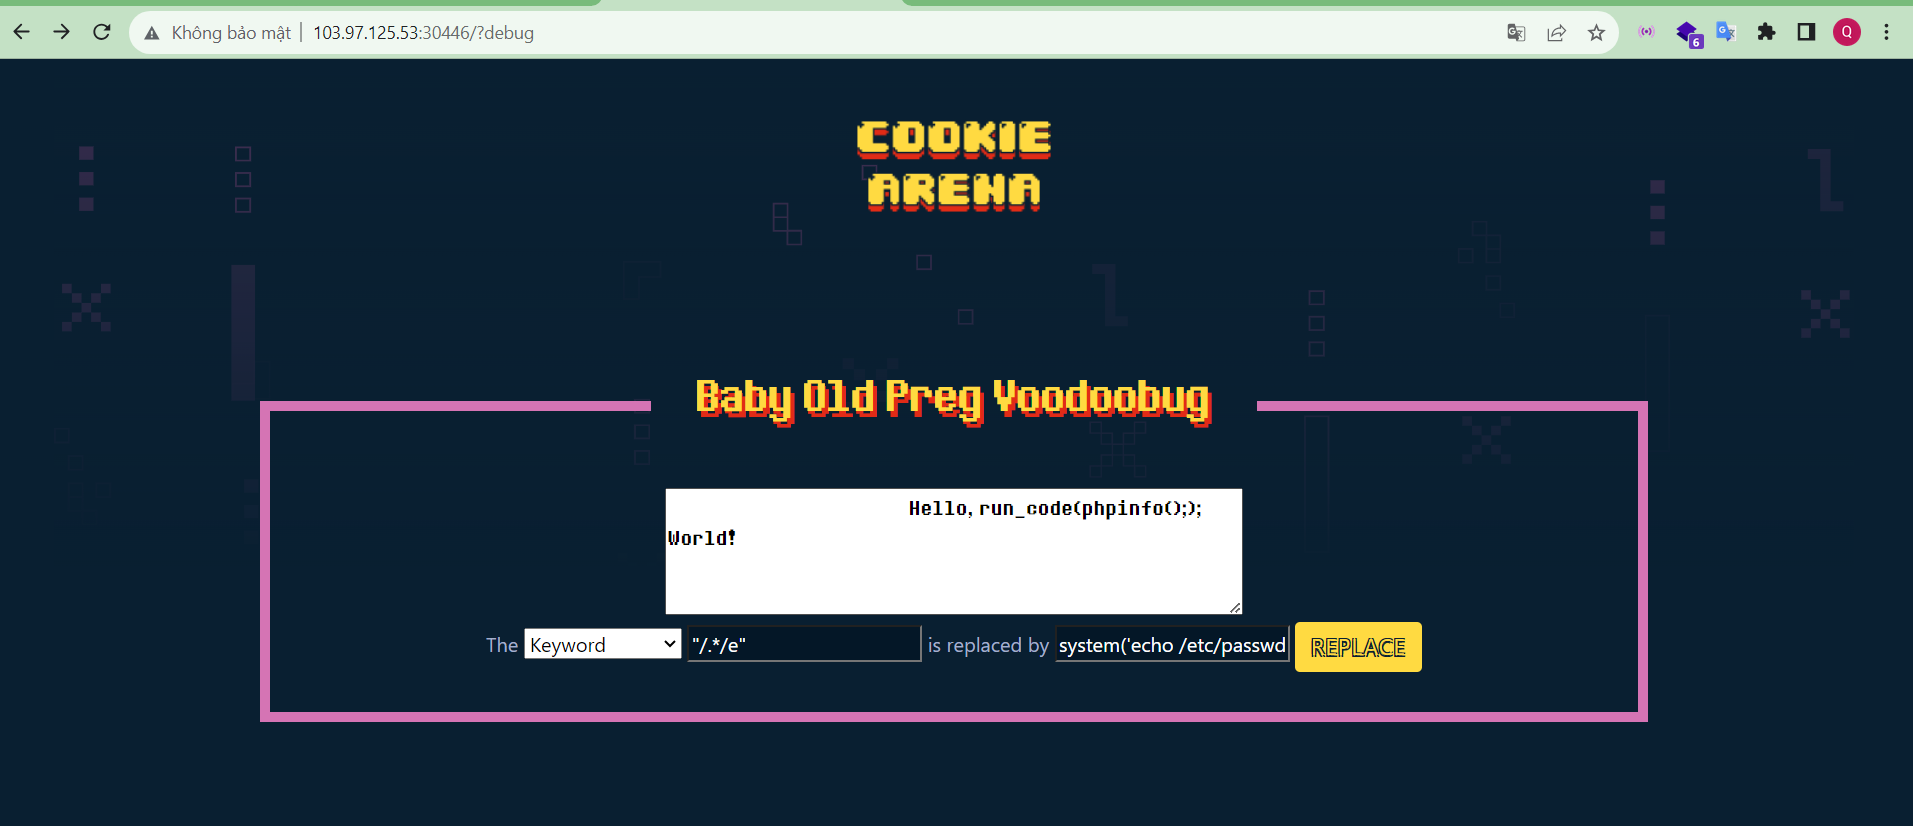 Không bảo mật | 103.97.125.53:30446/?debug
6
Q
COOKIE
ARENA
Baby Old Preg Voodoobug
Hello, run_code(phpinfo(););
World!
The Keyword "/.*/e" is replaced by system('echo /etc/passwd REPLACE